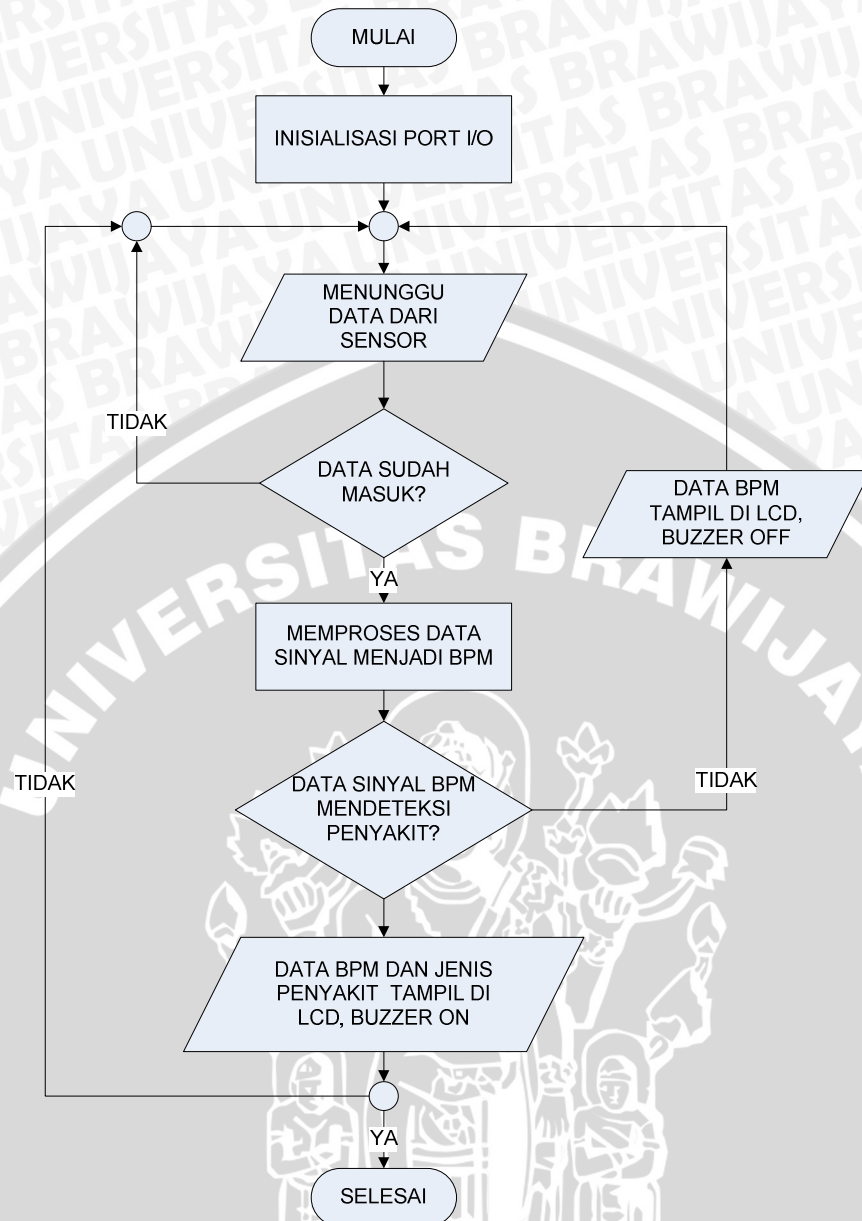 MULAI
INISIALISASI PORT I/O
MENUNGGU
DATA DARI
SENSOR
TIDAK
DATA SUDAH
MASUK?
DATA BPM
TAMPIL DI LCD,
BUZZER OFF
YA
MEMPROSES DATA
SINYAL MENJADI BPM
TIDAK
DATA SINYAL BPM
MENDETEKSI
PENYAKIT?
TIDAK
DATA BPM DAN JENIS
PENYAKIT TAMPIL DI
LCD, BUZZER ON
YA
SELESAI
UNIVERSITAS BRAWIJAYA